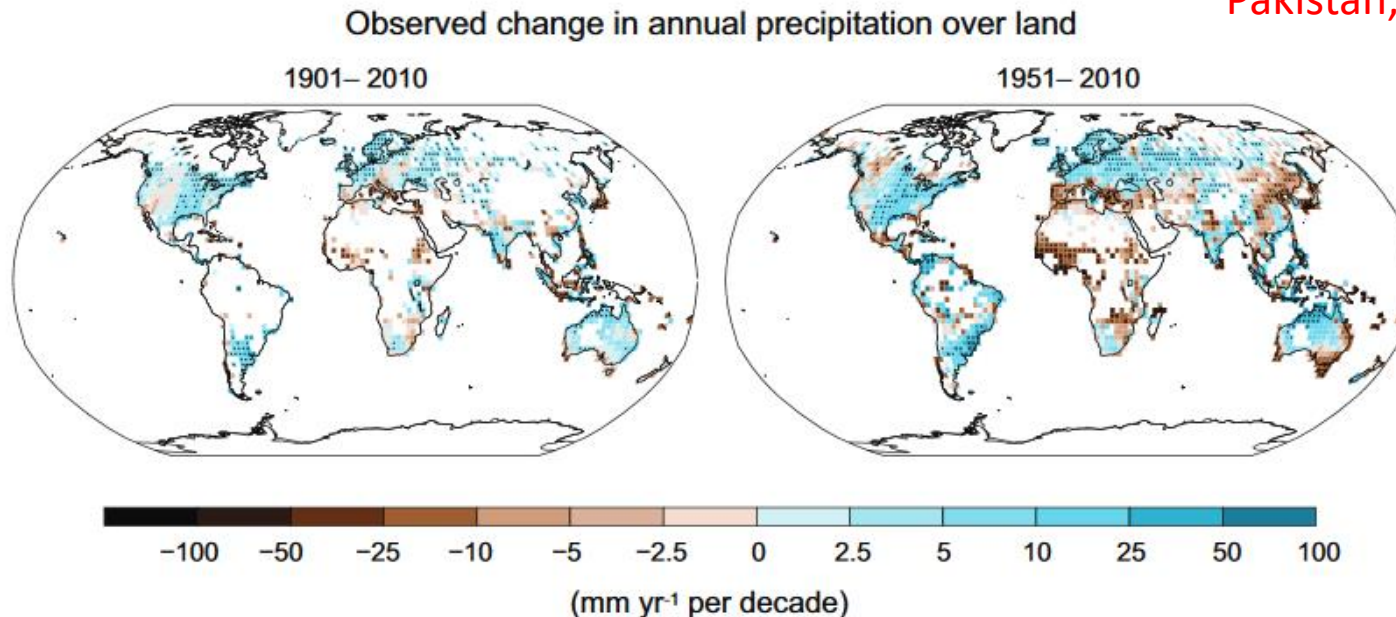 Pakistan,
Observed change in annual precipitation over land
1901– 2010
1951– 2010
−100 −50 −25 −10 −5 −2.5 0 2.5 5 10 25 50 100
(mm yr-1 per decade)